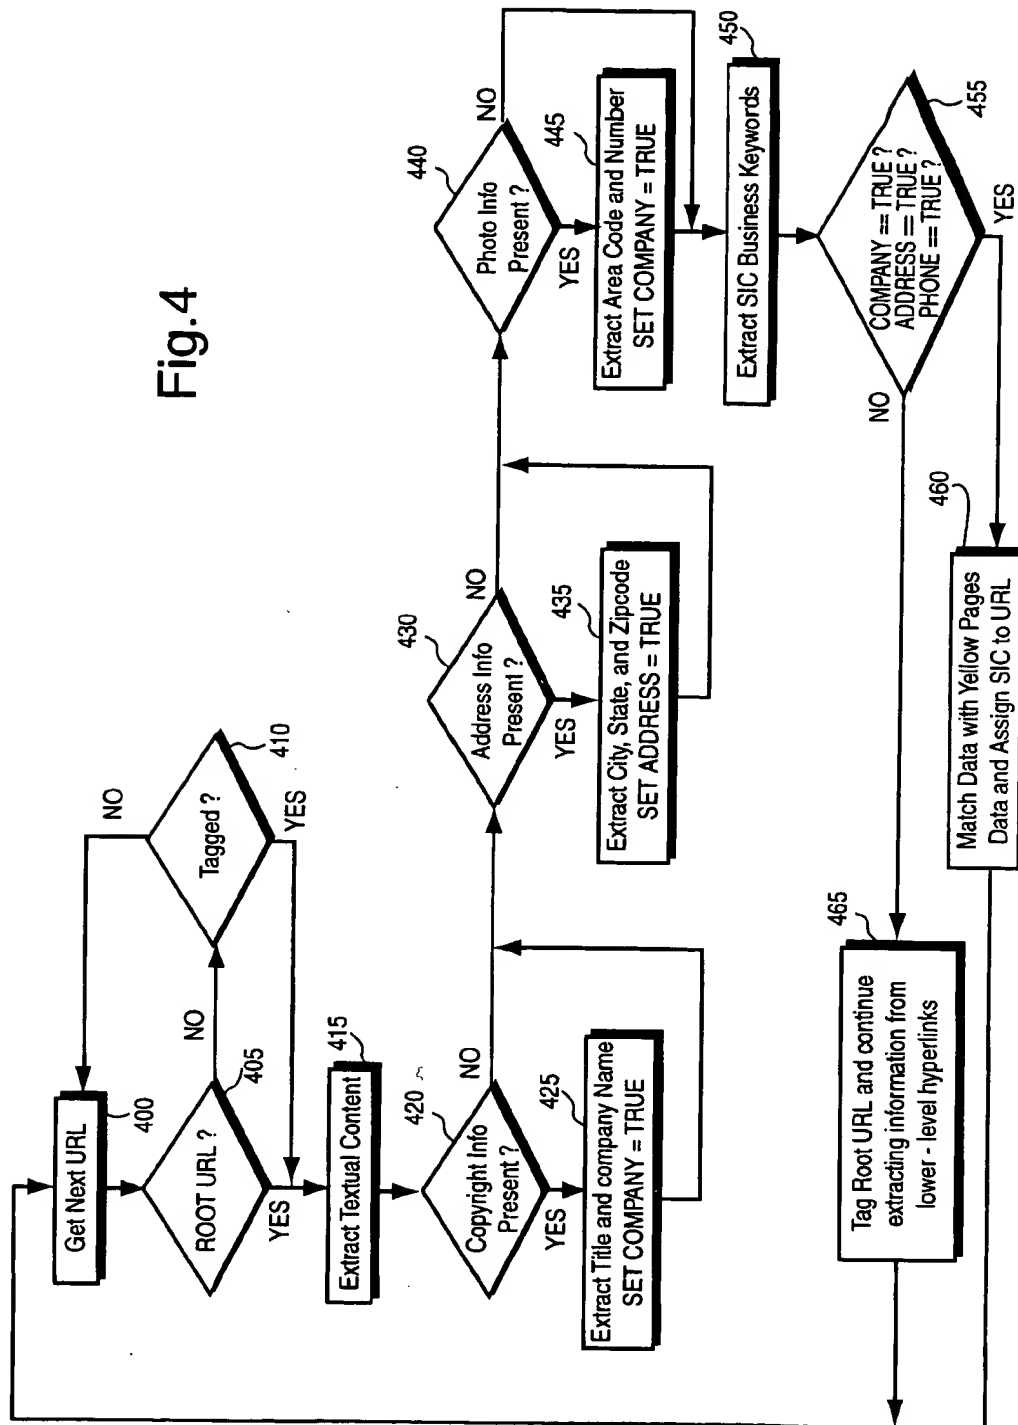 Fig.4
Get Next URL
400
ROOT URL ?
405
NO
YES
Tagged ?
410
NO
YES
Extract Textual Content
415
Copyright Info
Present ?
420
NO
YES
Extract Title and company Name
SET COMPANY = TRUE
425
Address Info
Present ?
430
NO
YES
Extract City, State, and Zipcode
SET ADDRESS = TRUE
435
Photo Info
Present ?
440
NO
YES
Extract Area Code and Number
SET COMPANY = TRUE
445
Extract SIC Business Keywords
450
COMPANY == TRUE ?
ADDRESS == TRUE ?
PHONE == TRUE ?
455
NO
YES
Match Data with Yellow Pages
Data and Assign SIC to URL
460
Tag Root URL and continue
extracting information from
lower - level hyperlinks
465